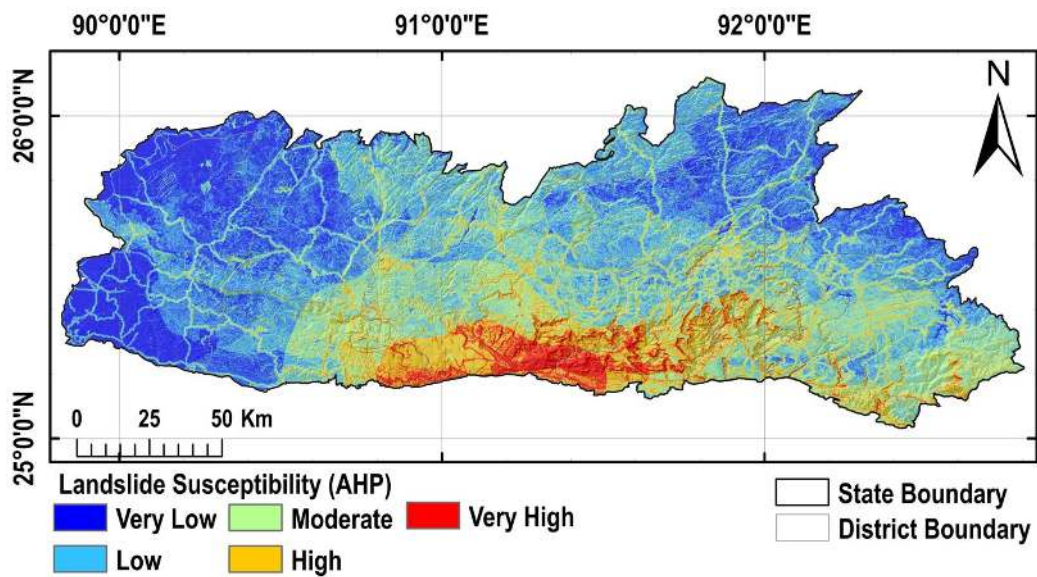 90°0'0"E 91°0'0"E 92°0'0"E
26°0'0"N
N
25°0'0"N
0 25 50 Km
Landslide Susceptibility (AHP)
Very Low Moderate Very High
Low High
State Boundary
District Boundary